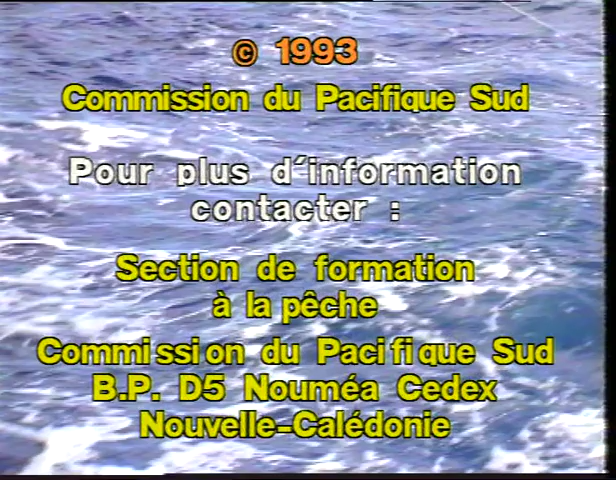 © 1993
Commission du Pacifique Sud
Pour plus d'information
contacter :
Section de formation
à la pêche
Commission du Pacifique Sud
B.P. D5 Nouméa Cedex
Nouvelle-Calédonie